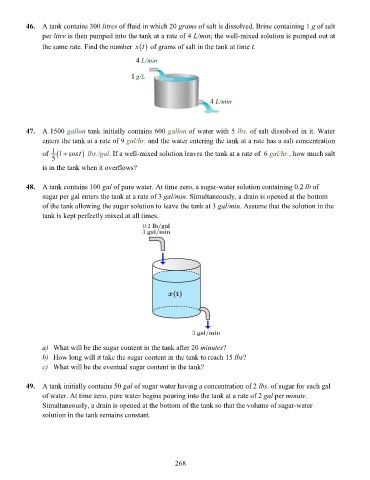 46. A tank contains 300 litres of fluid in which 20 grams of salt is dissolved. Brine containing 1 g of salt
per litre is then pumped into the tank at a rate of 4 L/min; the well-mixed solution is pumped out at
the same rate. Find the number x(t) of grams of salt in the tank at time t.
4 L/min
1 g/L
4 L/min
47. A 1500 gallon tank initially contains 600 gallon of water with 5 lbs. of salt dissolved in it. Water
enters the tank at a rate of 9 gal/hr. and the water entering the tank at a rate has a salt concentration
of 1/5 (1 + cos t) lbs./gal. If a well-mixed solution leaves the tank at a rate of 6 gal/hr., how much salt
is in the tank when it overflows?
48. A tank contains 100 gal of pure water. At time zero, a sugar-water solution containing 0.2 lb of
sugar per gal enters the tank at a rate of 3 gal/min. Simultaneously, a drain is opened at the bottom
of the tank allowing the sugar solution to leave the tank at 3 gal/min. Assume that the solution in the
tank is kept perfectly mixed at all times.
0.2 lb/gal
3 gal/min
x(t)
3 gal/min
a) What will be the sugar content in the tank after 20 minutes?
b) How long will it take the sugar content in the tank to reach 15 lbs?
c) What will be the eventual sugar content in the tank?
49. A tank initially contains 50 gal of sugar water having a concentration of 2 lbs. of sugar for each gal
of water. At time zero, pure water begins pouring into the tank at a rate of 2 gal per minute.
Simultaneously, a drain is opened at the bottom of the tank so that the volume of sugar-water
solution in the tank remains constant.
268